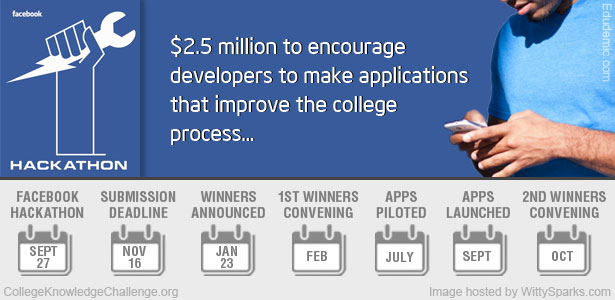 facebook
HACKATHON
$2.5 million to encourage
developers to make applications
that improve the college
process...
Edudemic.com
FACEBOOK
HACKATHON
SEPT
27
SUBMISSION
DEADLINE
NOV
16
WINNERS
ANNOUNCED
JAN
23
1ST WINNERS
CONVENING
FEB
APPS
PILOTED
JULY
APPS
LAUNCHED
SEPT
2ND WINNERS
CONVENING
OCT
CollegeKnowledgeChallenge.org
Image hosted by WittySparks.com